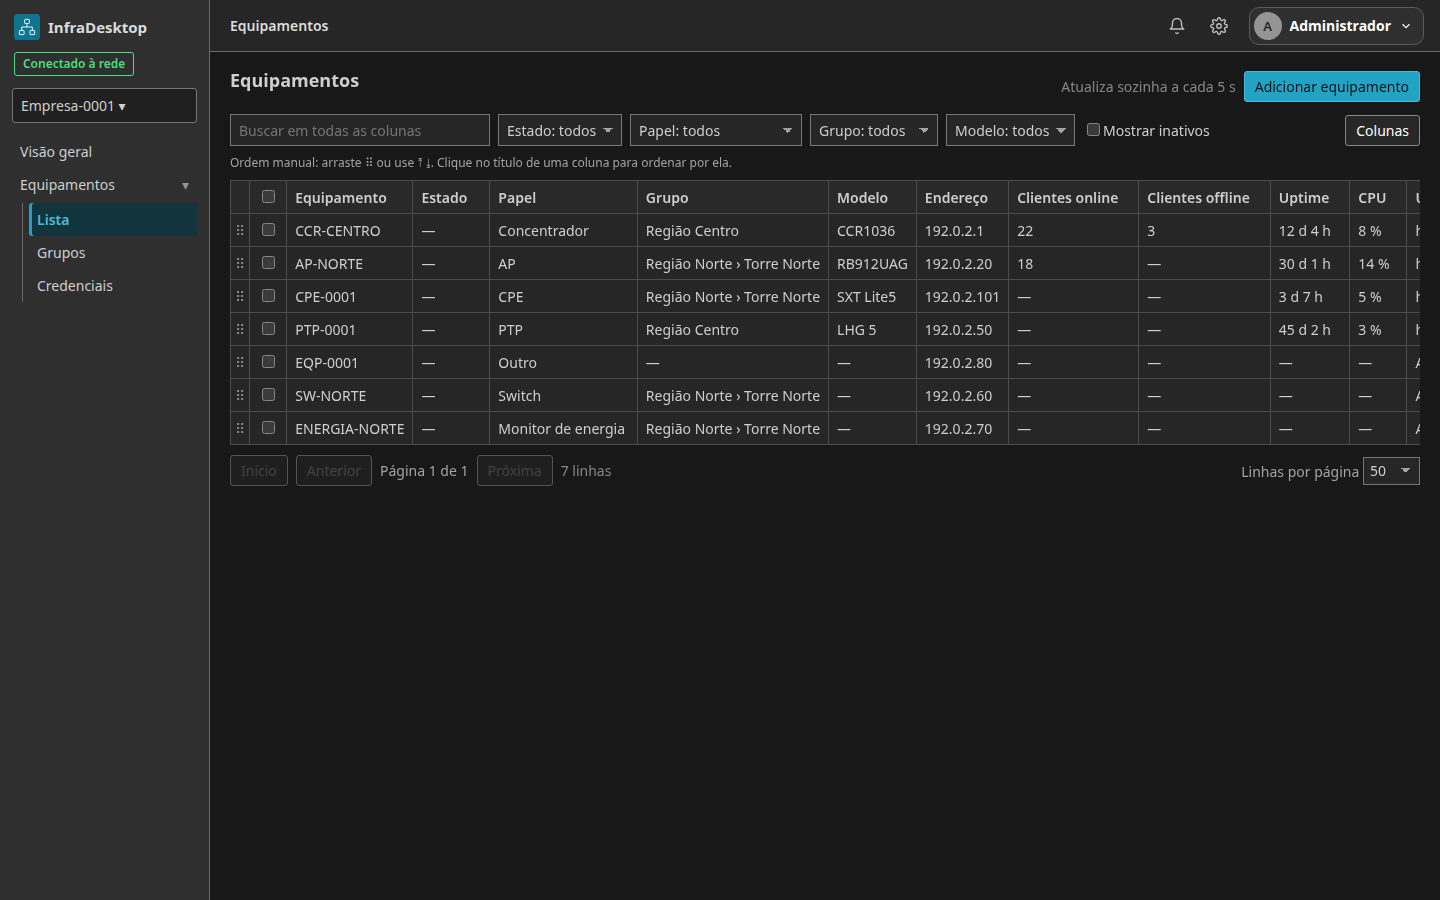 InfraDesktop
Conectado à rede
Empresa-0001 ▾
Visão geral
Equipamentos ▾
Lista
Grupos
Credenciais
Equipamentos
A Administrador
Equipamentos
Atualiza sozinha a cada 5 s Adicionar equipamento
Buscar em todas as colunas Estado: todos Papel: todos Grupo: todos Modelo: todos Mostrar inativos Colunas
Ordem manual: arraste ⠿ ou use ⤒⤓. Clique no título de uma coluna para ordenar por ela.
Equipamento Estado Papel Grupo Modelo Endereço Clientes online Clientes offline Uptime CPU
CCR-CENTRO — Concentrador Região Centro CCR1036 192.0.2.1 22 3 12 d 4 h 8 %
AP-NORTE — AP Região Norte › Torre Norte RB912UAG 192.0.2.20 18 — 30 d 1 h 14 %
CPE-0001 — CPE Região Norte › Torre Norte SXT Lite5 192.0.2.101 — — 3 d 7 h 5 %
PTP-0001 — PTP Região Centro LHG 5 192.0.2.50 — — 45 d 2 h 3 %
EQP-0001 — Outro — — 192.0.2.80 — — — —
SW-NORTE — Switch Região Norte › Torre Norte — 192.0.2.60 — — — —
ENERGIA-NORTE — Monitor de energia Região Norte › Torre Norte — 192.0.2.70 — — — —
Início Anterior Página 1 de 1 Próxima 7 linhas Linhas por página 50